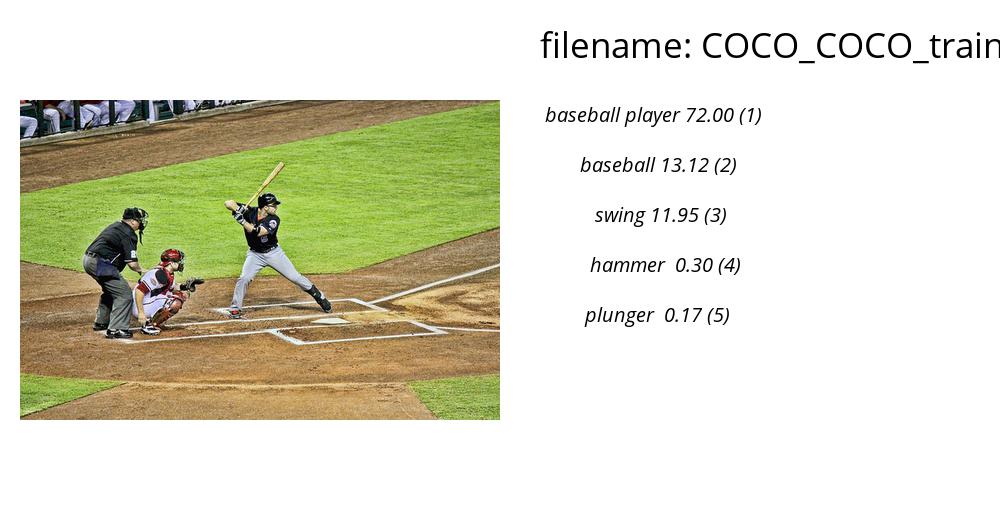 filename: COCO_COCO_train
baseball player 72.00 (1)
baseball 13.12 (2)
swing 11.95 (3)
hammer 0.30 (4)
plunger 0.17 (5)